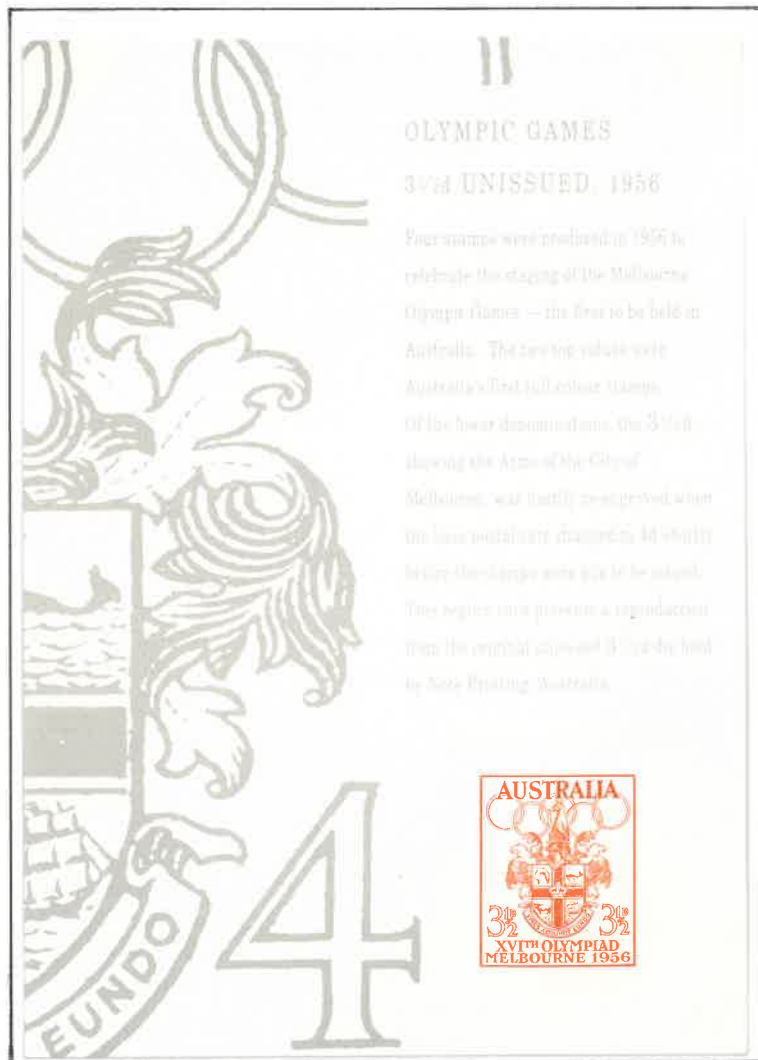 11
OLYMPIC GAMES
3½d UNISSUED, 1956
Four stamps were produced in 1956 to
celebrate the staging of the Melbourne
Olympic Games — the first to be held in
Australia. The two top values were
Australia's first full colour stamps.
Of the lower denominations, the 3½d
showing the Arms of the City of
Melbourne, was hastily re-engraved when
the base postal rate changed to 4d shortly
before the stamps were due to be issued.
This replica card presents a reproduction
from the original unissued 3½d die held
by Note Printing Australia.
AUSTRALIA
3½D 3½D
XVITH OLYMPIAD
MELBOURNE 1956
4
EUNDO